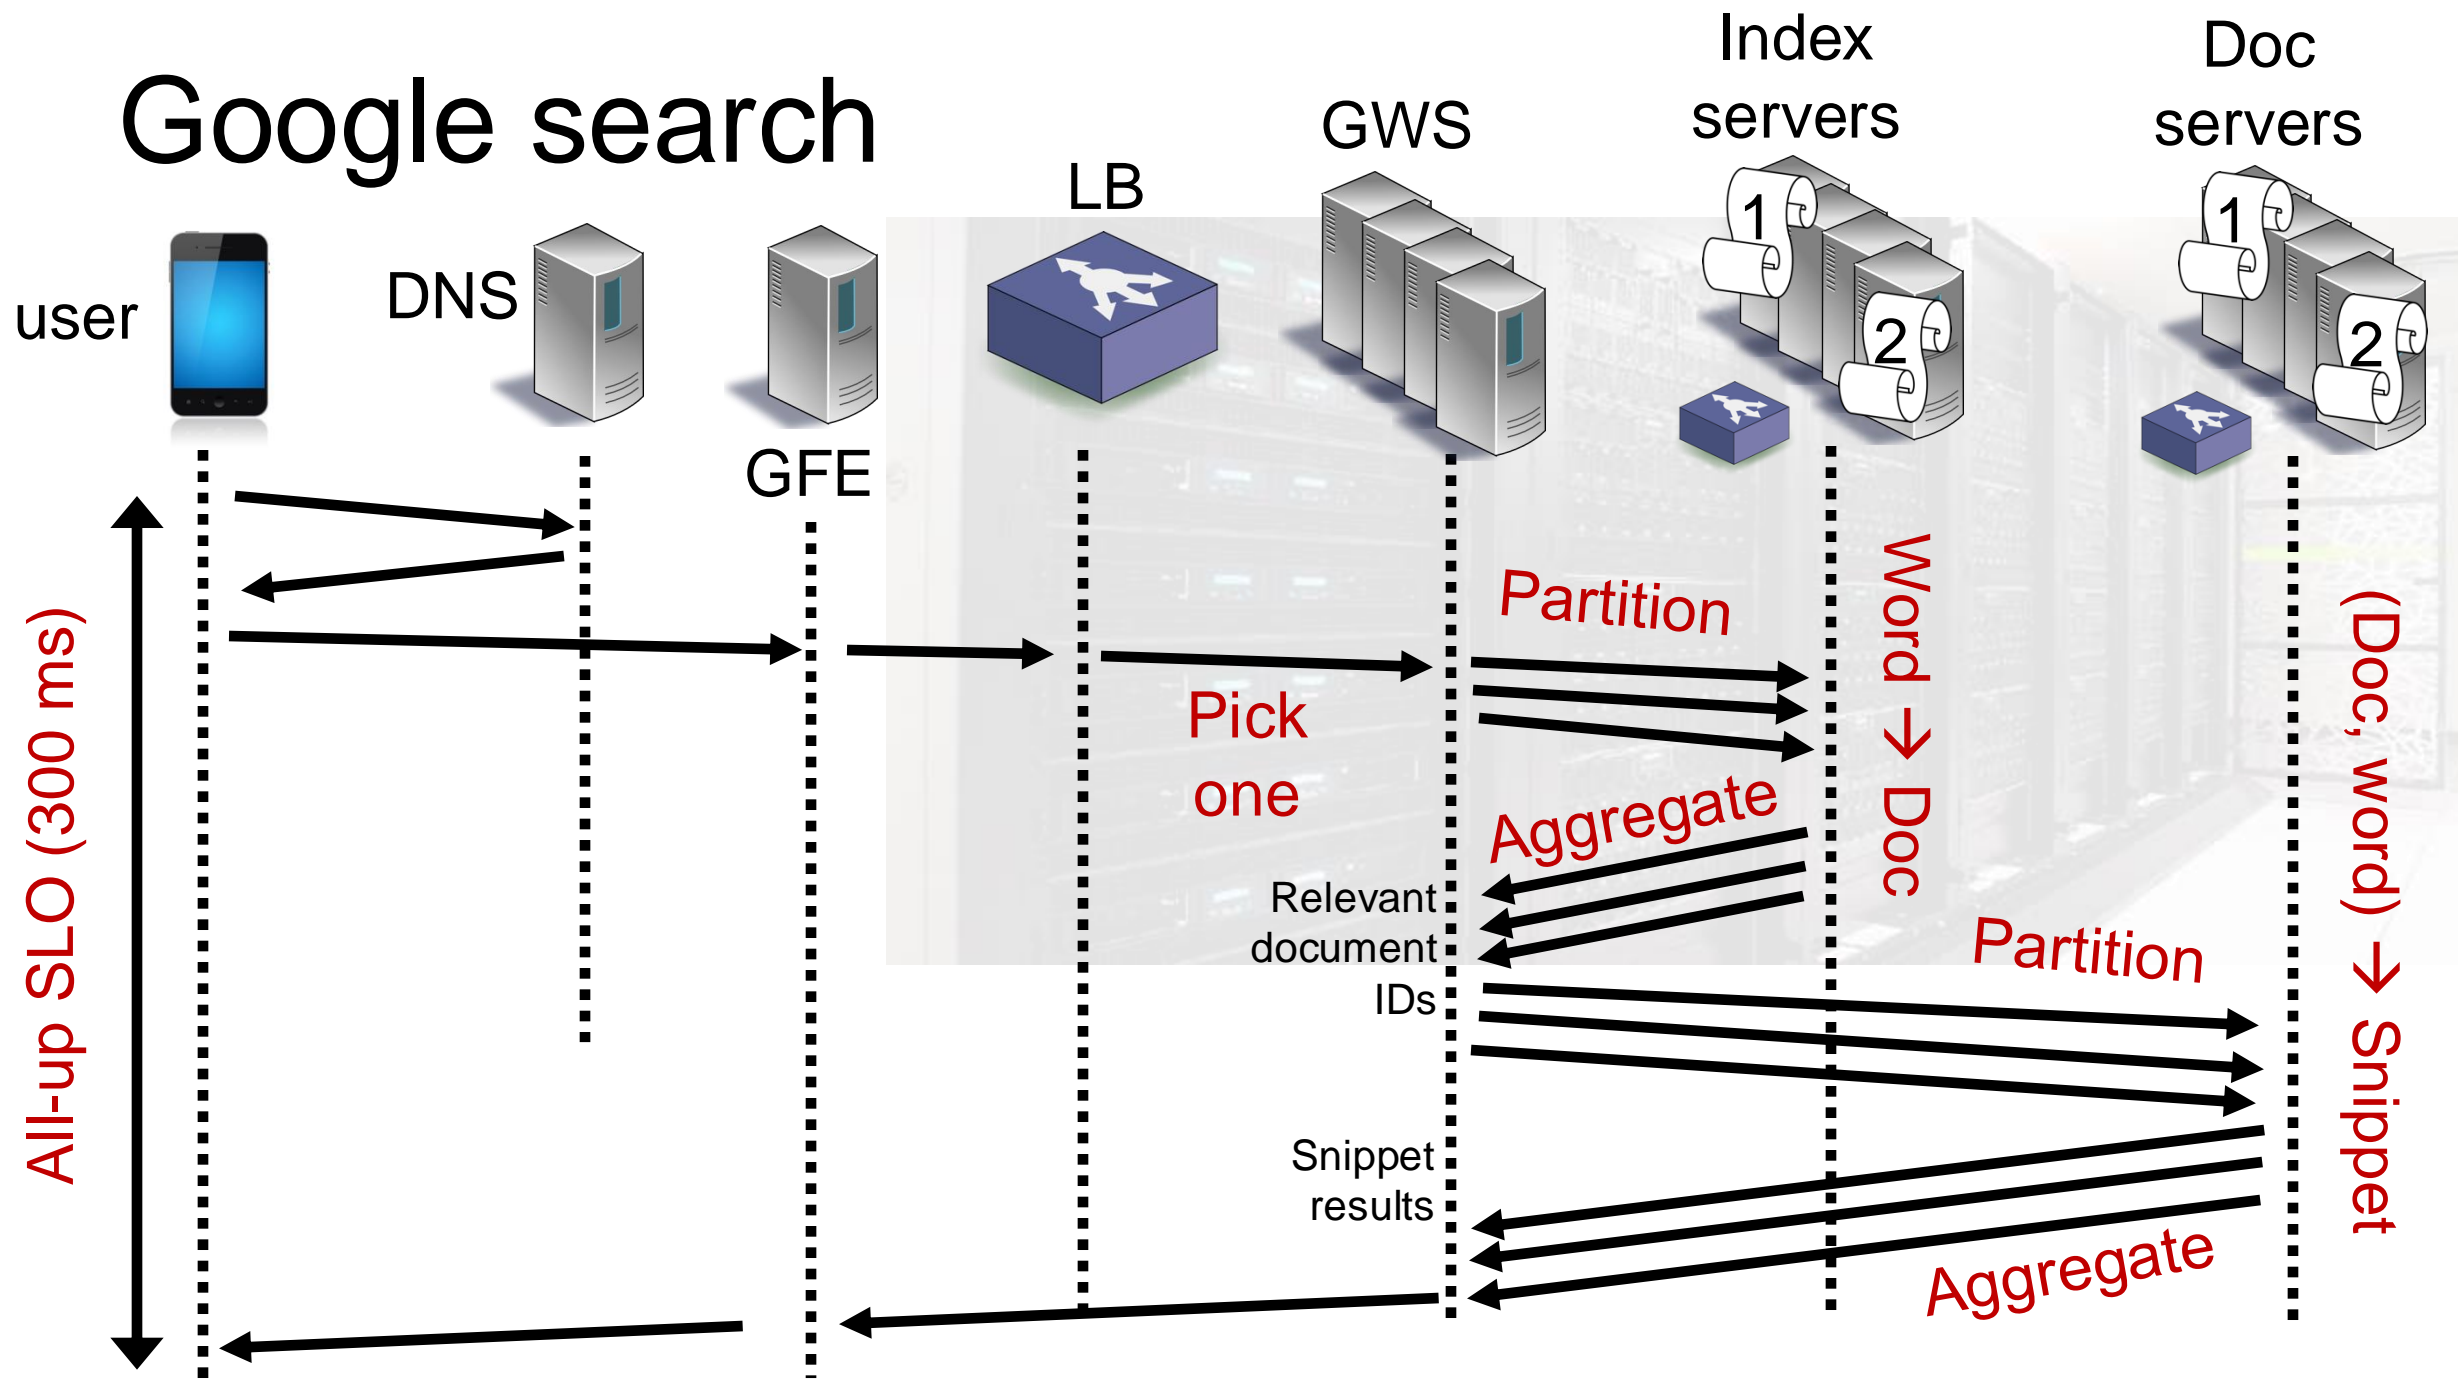 Google search
user
DNS
GFE
LB
GWS
Index
servers
1
2
Doc
servers
1
2
All-up SLO (300 ms)
Pick
one
Partition
Word → Doc
Aggregate
Relevant
document
IDs
Partition
(Doc, word) → Snippet
Snippet
results
Aggregate